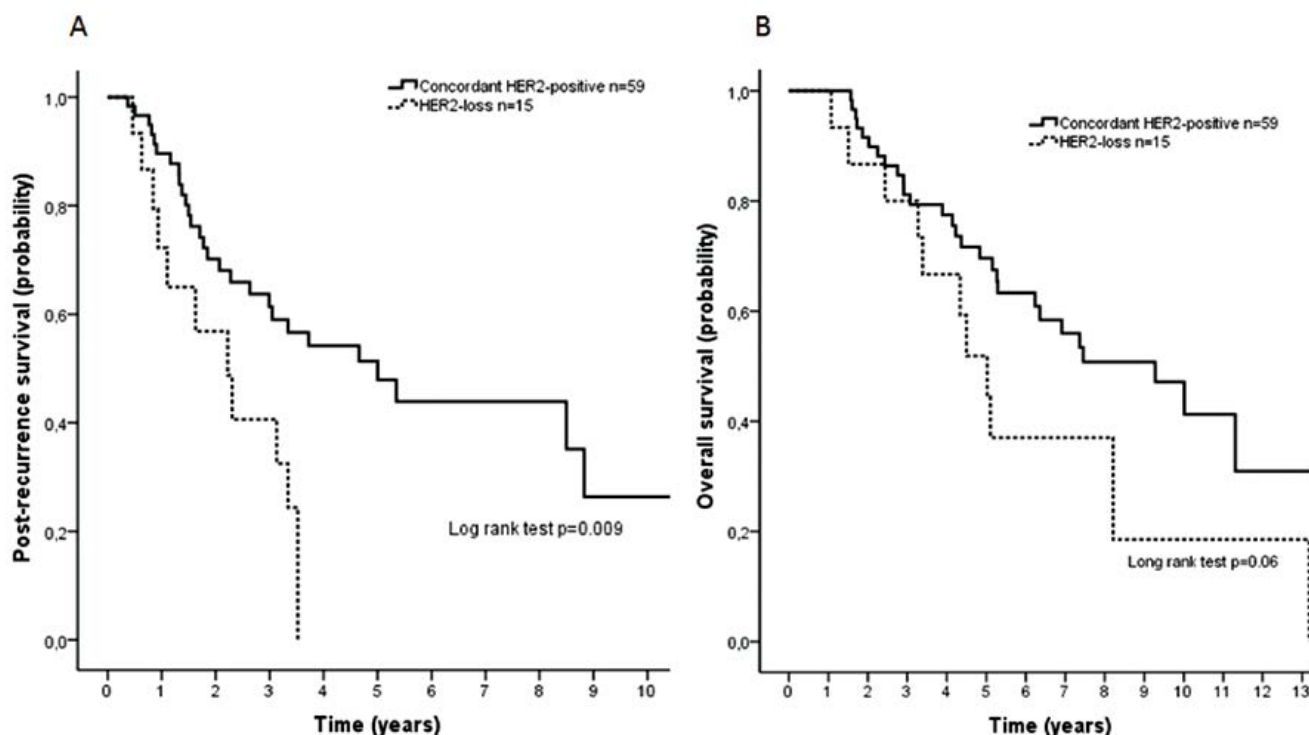 A
Concordant HER2-positive n=59
HER2-loss n=15
Post-recurrence survival (probability)
1,0
0,8
0,6
0,4
0,2
0,0
Log rank test p=0.009
0 1 2 3 4 5 6 7 8 9 10
Time (years)
B
Concordant HER2-positive n=59
HER2-loss n=15
Overall survival (probability)
1,0
0,8
0,6
0,4
0,2
0,0
Long rank test p=0.06
0 1 2 3 4 5 6 7 8 9 10 11 12 13
Time (years)